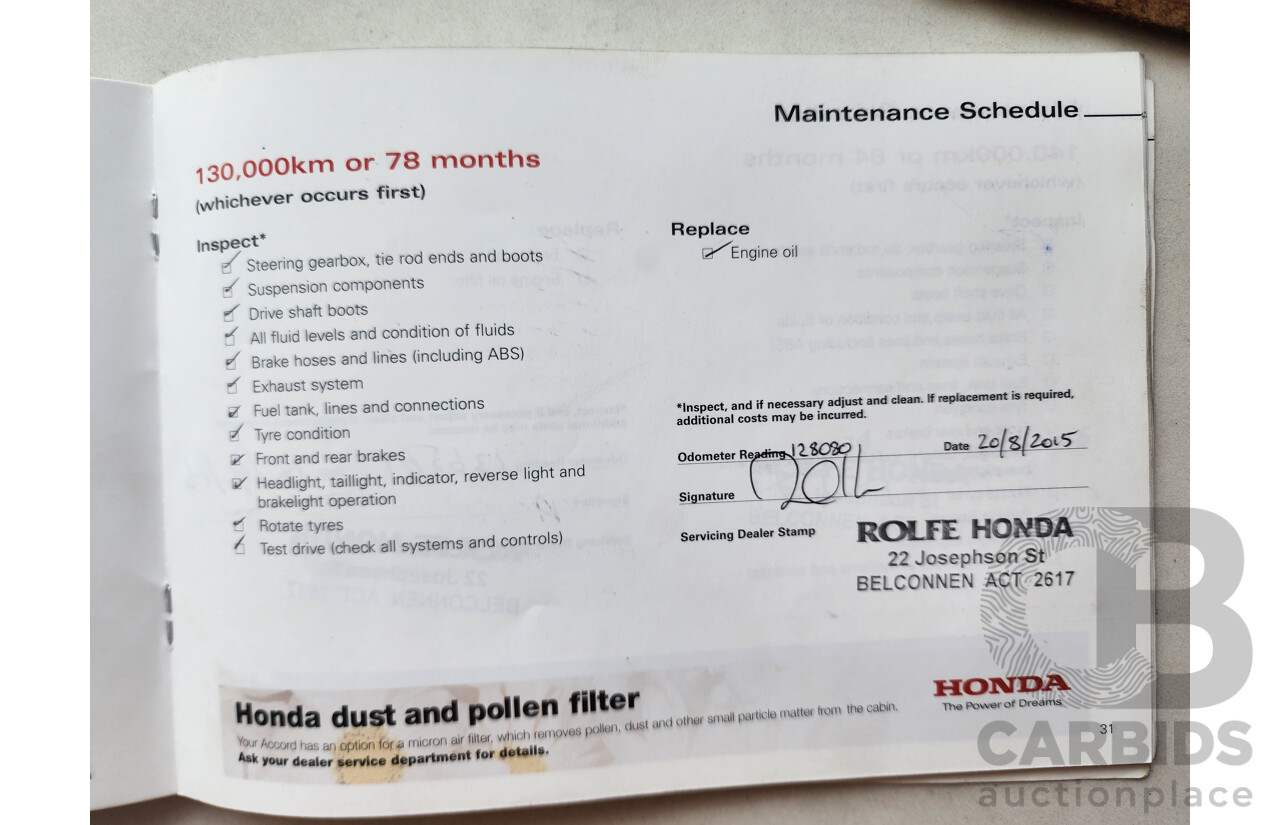 Maintenance Schedule
130,000km or 78 months
(whichever occurs first)
Inspect*
Steering gearbox, tie rod ends and boots
Suspension components
Drive shaft boots
All fluid levels and condition of fluids
Brake hoses and lines (including ABS)
Exhaust system
Fuel tank, lines and connections
Tyre condition
Front and rear brakes
Headlight, taillight, indicator, reverse light and
brakelight operation
Rotate tyres
Test drive (check all systems and controls)
Replace
Engine oil
*Inspect, and if necessary adjust and clean. If replacement is required,
additional costs may be incurred.
Odometer Reading 128080 Date 20/8/2015
Signature
Servicing Dealer Stamp
ROLFE HONDA
22 Josephson St
BELCONNEN ACT 2617
Honda dust and pollen filter
Your Accord has an option for a micron air filter, which removes pollen, dust and other small particle matter from the cabin.
Ask your dealer service department for details.
HONDA
The Power of Dreams
31
CARBIDS
auctionplace